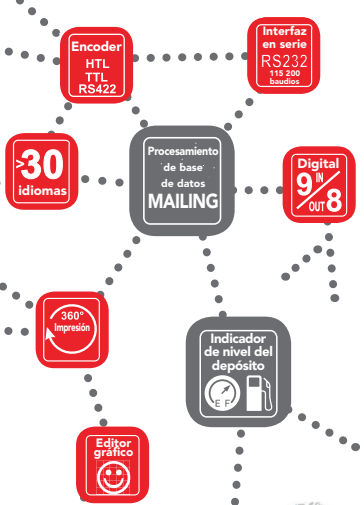 Encoder
HTL
TTL
RS422
Interfaz
en serie
RS232
115 200
baudios
>30
idiomas
Procesamiento
de base
de datos
MAILING
Digital
9 IN
OUT 8
360°
Impresión
Indicador
de nivel del
depósito
E F
Editor
gráfico